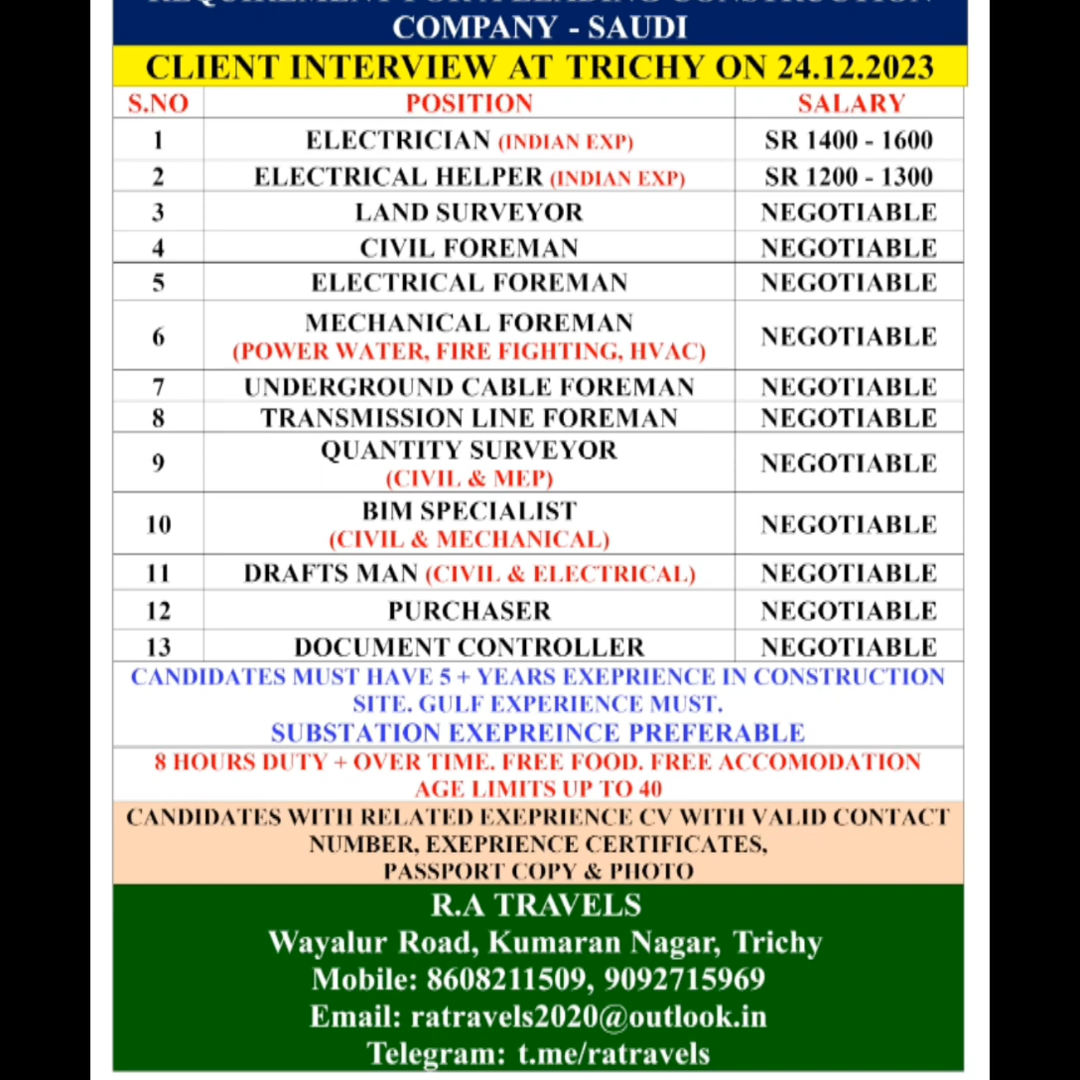 REQUIREMENT FOR A LEADING CONSTRUCTION
COMPANY - SAUDI
CLIENT INTERVIEW AT TRICHY ON 24.12.2023
S.NO POSITION SALARY
1 ELECTRICIAN (INDIAN EXP) SR 1400 - 1600
2 ELECTRICAL HELPER (INDIAN EXP) SR 1200 - 1300
3 LAND SURVEYOR NEGOTIABLE
4 CIVIL FOREMAN NEGOTIABLE
5 ELECTRICAL FOREMAN NEGOTIABLE
6 MECHANICAL FOREMAN NEGOTIABLE
(POWER WATER, FIRE FIGHTING, HVAC)
7 UNDERGROUND CABLE FOREMAN NEGOTIABLE
8 TRANSMISSION LINE FOREMAN NEGOTIABLE
9 QUANTITY SURVEYOR NEGOTIABLE
(CIVIL & MEP)
10 BIM SPECIALIST NEGOTIABLE
(CIVIL & MECHANICAL)
11 DRAFTS MAN (CIVIL & ELECTRICAL) NEGOTIABLE
12 PURCHASER NEGOTIABLE
13 DOCUMENT CONTROLLER NEGOTIABLE
CANDIDATES MUST HAVE 5 + YEARS EXEPRIENCE IN CONSTRUCTION
SITE. GULF EXPERIENCE MUST.
SUBSTATION EXEPREINCE PREFERABLE
8 HOURS DUTY + OVER TIME. FREE FOOD. FREE ACCOMODATION
AGE LIMITS UP TO 40
CANDIDATES WITH RELATED EXEPRIENCE CV WITH VALID CONTACT
NUMBER, EXEPRIENCE CERTIFICATES,
PASSPORT COPY & PHOTO
R.A TRAVELS
Wayalur Road, Kumaran Nagar, Trichy
Mobile: 8608211509, 9092715969
Email: ratravels2020@outlook.in
Telegram: t.me/ratravels